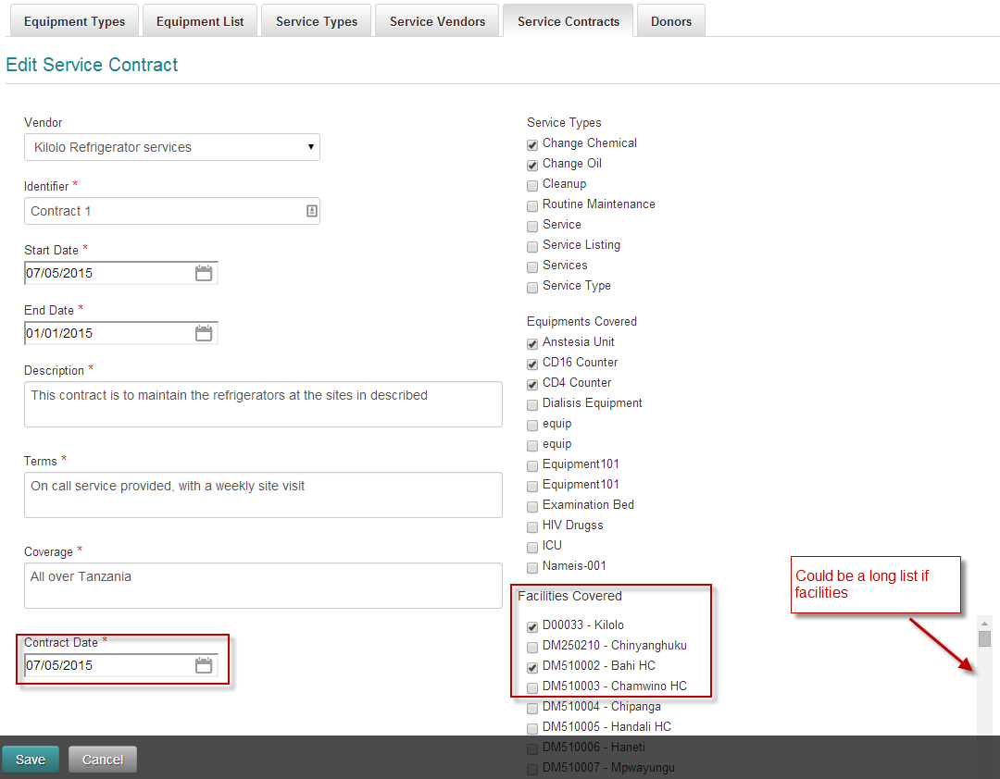 Equipment Types Equipment List Service Types Service Vendors Service Contracts Donors
Edit Service Contract
Vendor
Kilolo Refrigerator services
Identifier *
Contract 1
Start Date *
07/05/2015
End Date *
01/01/2015
Description *
This contract is to maintain the refrigerators at the sites in described
Terms *
On call service provided, with a weekly site visit
Coverage *
All over Tanzania
Contract Date *
07/05/2015
Service Types
Change Chemical
Change Oil
Cleanup
Routine Maintenance
Service
Service Listing
Services
Service Type
Equipments Covered
Anstesia Unit
CD16 Counter
CD4 Counter
Dialisis Equipment
equip
equip
Equipment101
Equipment101
Examination Bed
HIV Drugss
ICU
Nameis-001
Facilities Covered
D00033 - Kilolo
DM250210 - Chinyanghuku
DM510002 - Bahi HC
DM510003 - Chamwino HC
DM510004 - Chipanga
DM510005 - Handali HC
DM510006 - Haneti
DM510007 - Mpwayungu
Could be a long list if
facilities
Save Cancel